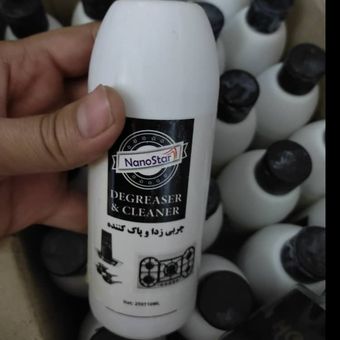 NanoStar
DEGREASER
& CLEANER
چربی زدا و پاک کننده